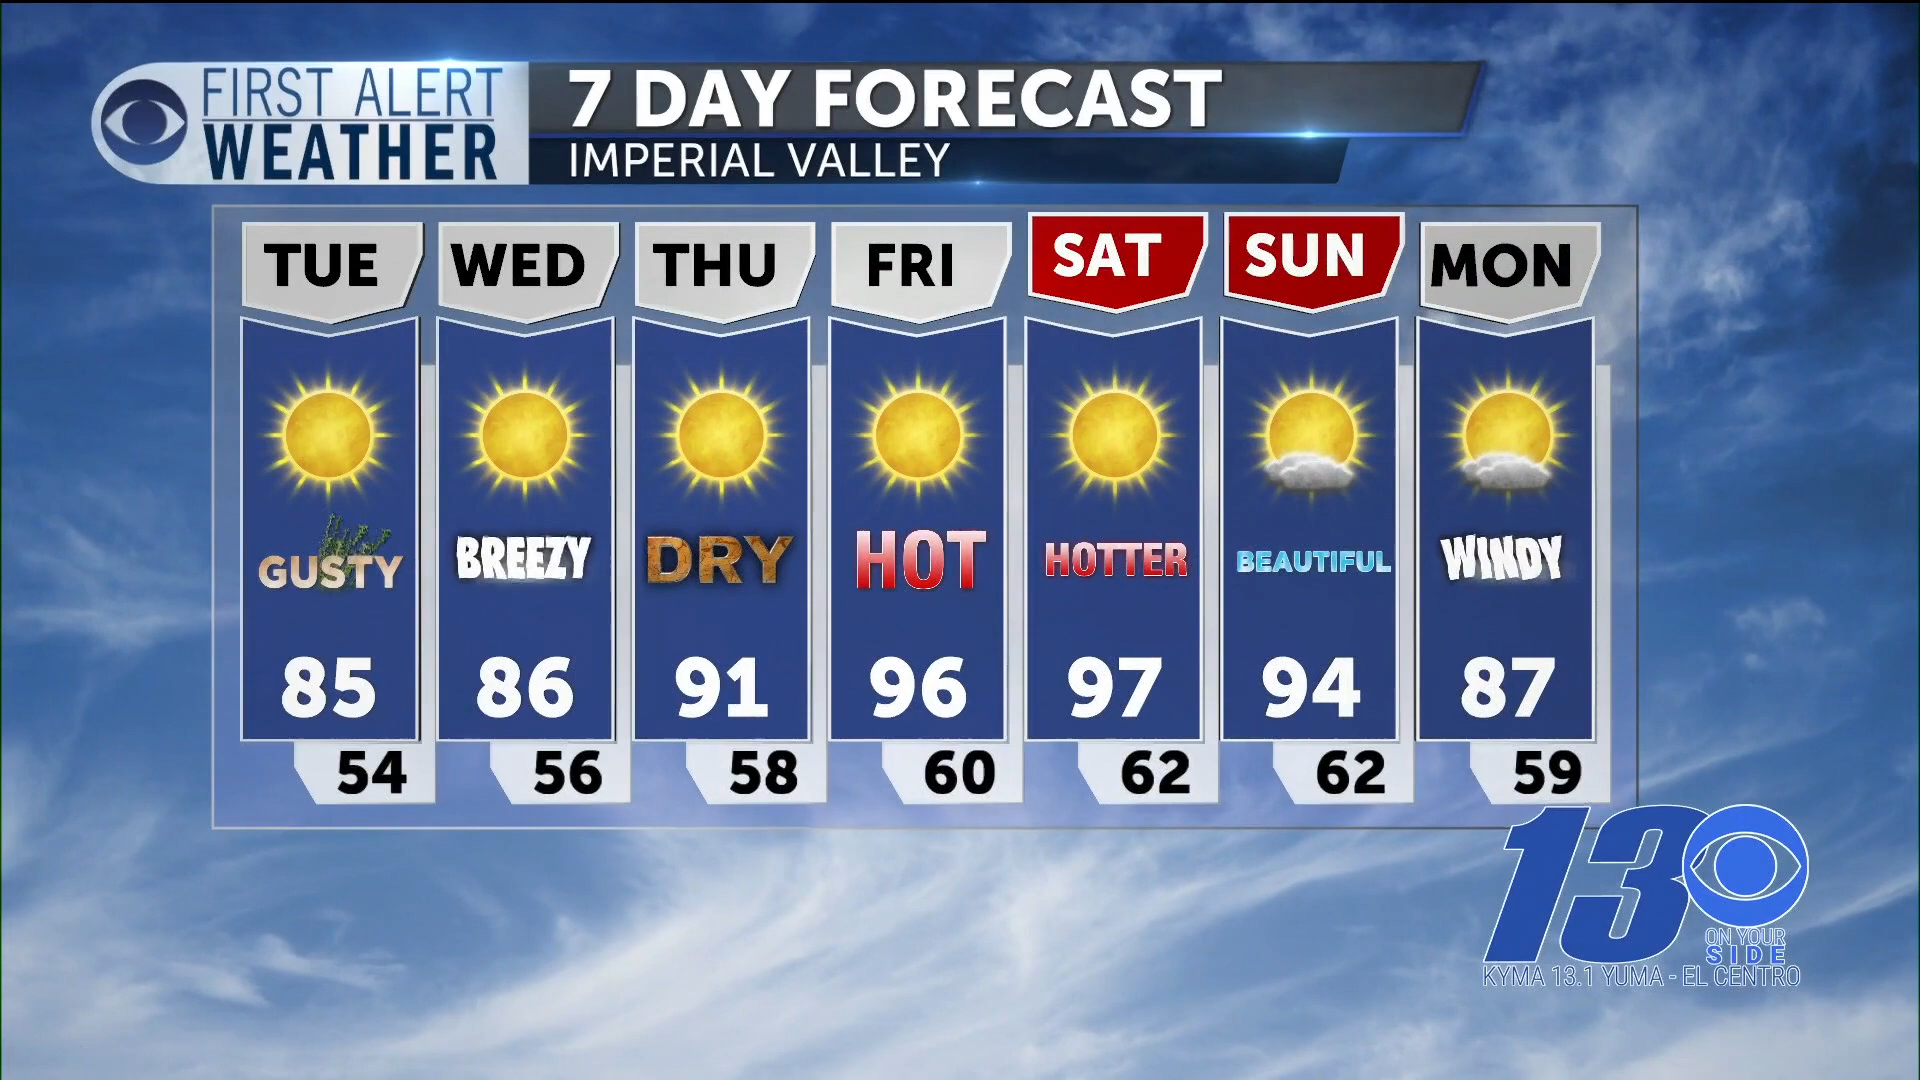 FIRST ALERT
WEATHER
7 DAY FORECAST
IMPERIAL VALLEY
TUE WED THU FRI SAT SUN MON
GUSTY BREEZY DRY HOT HOTTER BEAUTIFUL WINDY
85 86 91 96 97 94 87
54 56 58 60 62 62 59
13
ON YOUR
SIDE
KYMA 13.1 YUMA - EL CENTRO